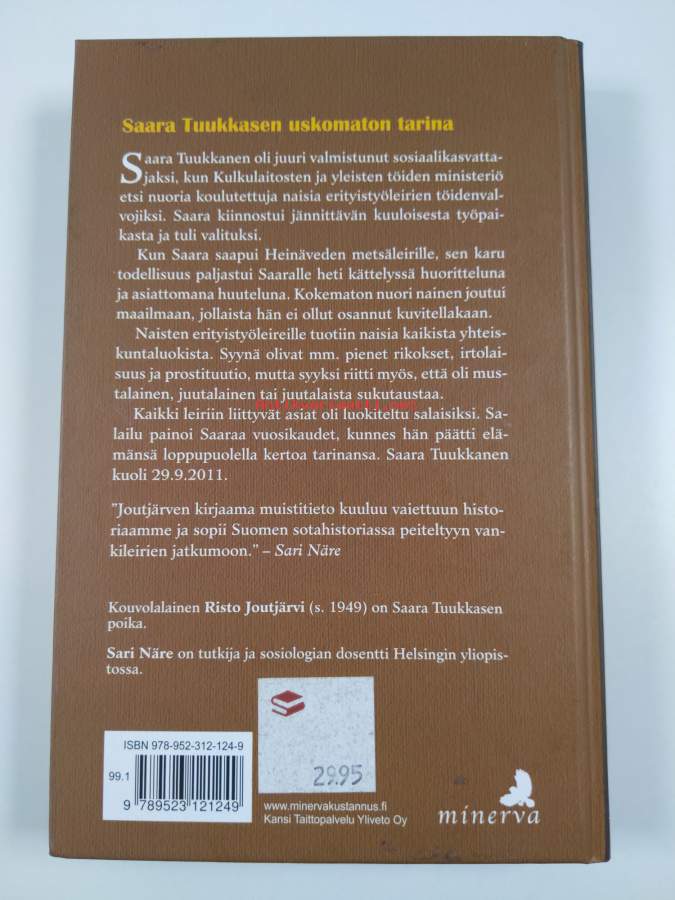 Saara Tuukkasen uskomaton tarina
Saara Tuukkanen oli juuri valmistunut sosiaalikasvatta-
jaksi, kun Kulkulaitosten ja yleisten töiden ministeriö
etsi nuoria koulutettuja naisia erityistyöleirien töidenval-
vojiksi. Saara kiinnostui jännittävän kuuloisesta työpai-
kasta ja tuli valituksi.
Kun Saara saapui Heinäveden metsäleirille, sen karu
todellisuus paljastui Saaralle heti kättelyssä huoritteluna
ja asiattomana huuteluna. Kokematon nuori nainen joutui
maailmaan, jollaista hän ei ollut osannut kuvitellakaan.
Naisten erityistyöleireille tuotiin naisia kaikista yhteis-
kuntaluokista. Syynä olivat mm. pienet rikokset, irtolai-
suus ja prostituutio, mutta syyksi riitti myös, että oli mus-
talainen, juutalainen tai juutalaista sukutaustaa.
Kaikki leiriin liittyvät asiat oli luokiteltu salaisiksi. Sa-
lailu painoi Saaraa vuosikaudet, kunnes hän päätti elä-
mänsä loppupuolella kertoa tarinansa. Saara Tuukkanen
kuoli 29.9.2011.
"Joutjärven kirjaama muistitieto kuuluu vaiettuun histo-
riaamme ja sopii Suomen sotahistoriassa peiteltyyn van-
kileirien jatkumoon." – Sari Näre
Kouvolalainen Risto Joutjärvi (s. 1949) on Saara Tuukkasen
poika.
Sari Näre on tutkija ja sosiologian dosentti Helsingin yliopis-
tossa.
ISBN 978-952-312-124-9
99.1
9 789523 121249
29.95
www.minervakustannus.fi
Kansi Taittopalvelu Yliveto Oy
minerva